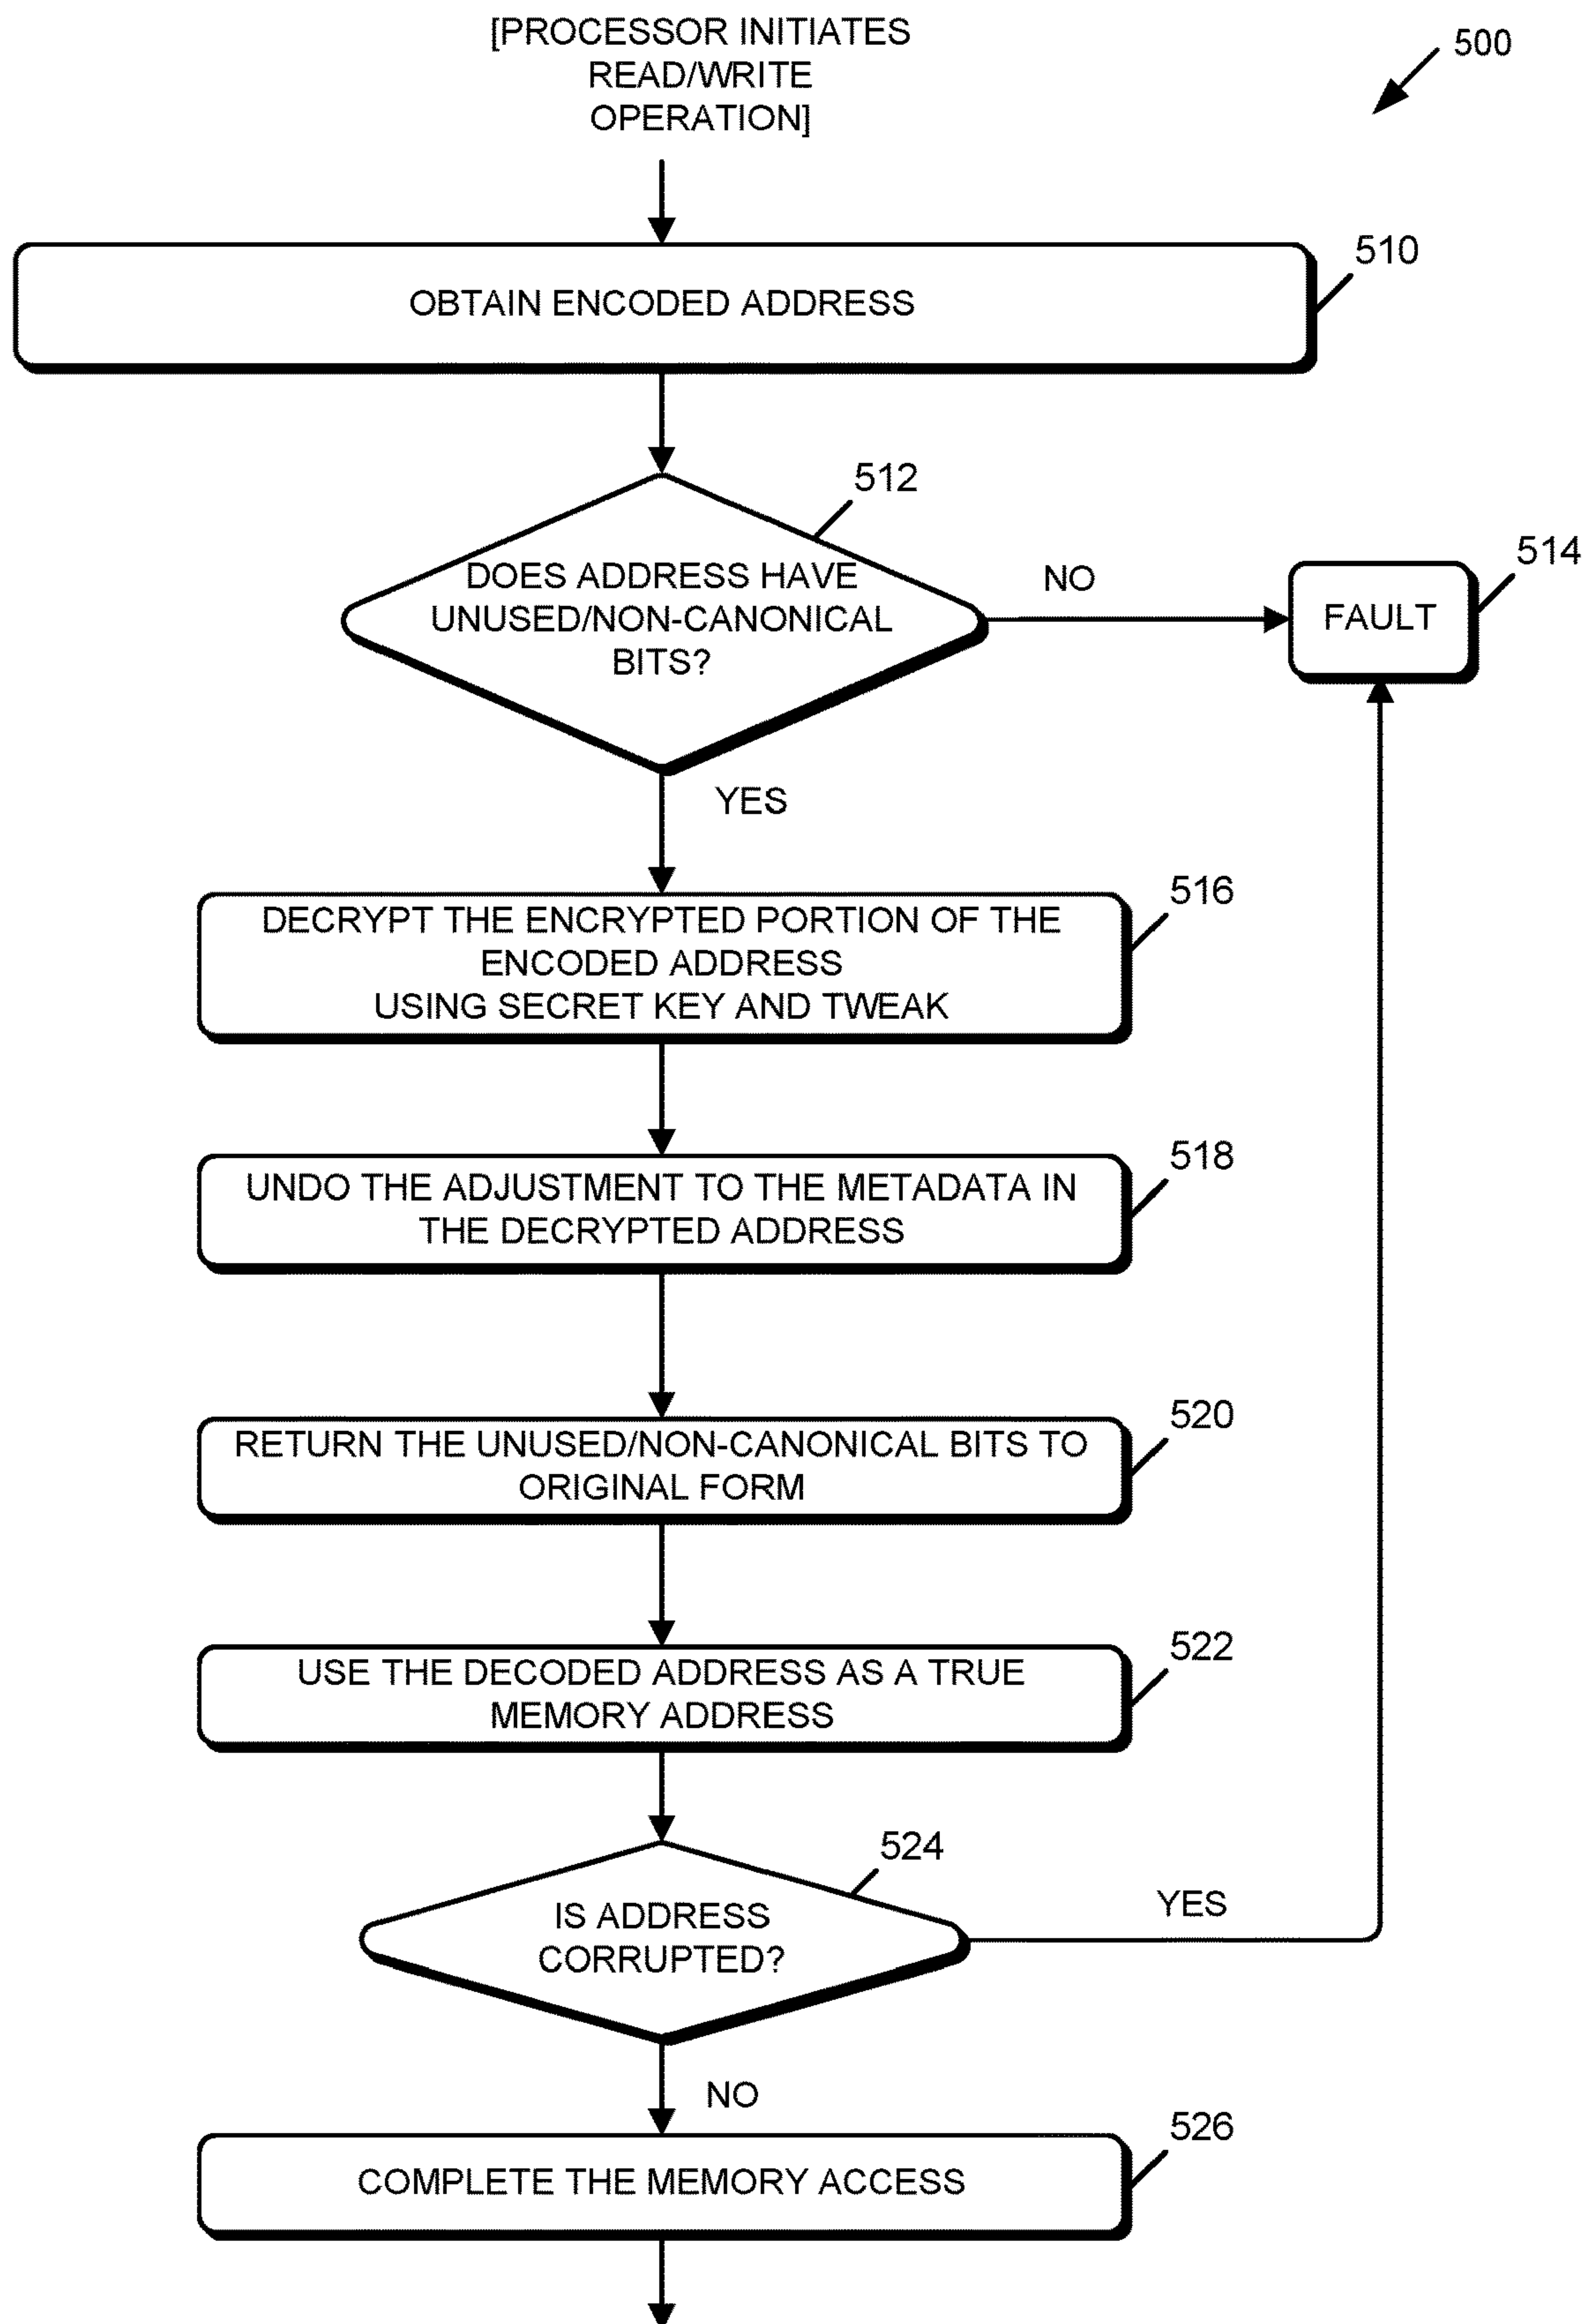 [PROCESSOR INITIATES
READ/WRITE
OPERATION]
500
510
OBTAIN ENCODED ADDRESS
512
DOES ADDRESS HAVE
UNUSED/NON-CANONICAL
BITS?
NO
514
FAULT
YES
516
DECRYPT THE ENCRYPTED PORTION OF THE
ENCODED ADDRESS
USING SECRET KEY AND TWEAK
518
UNDO THE ADJUSTMENT TO THE METADATA IN
THE DECRYPTED ADDRESS
520
RETURN THE UNUSED/NON-CANONICAL BITS TO
ORIGINAL FORM
522
USE THE DECODED ADDRESS AS A TRUE
MEMORY ADDRESS
524
IS ADDRESS
CORRUPTED?
YES
NO
526
COMPLETE THE MEMORY ACCESS